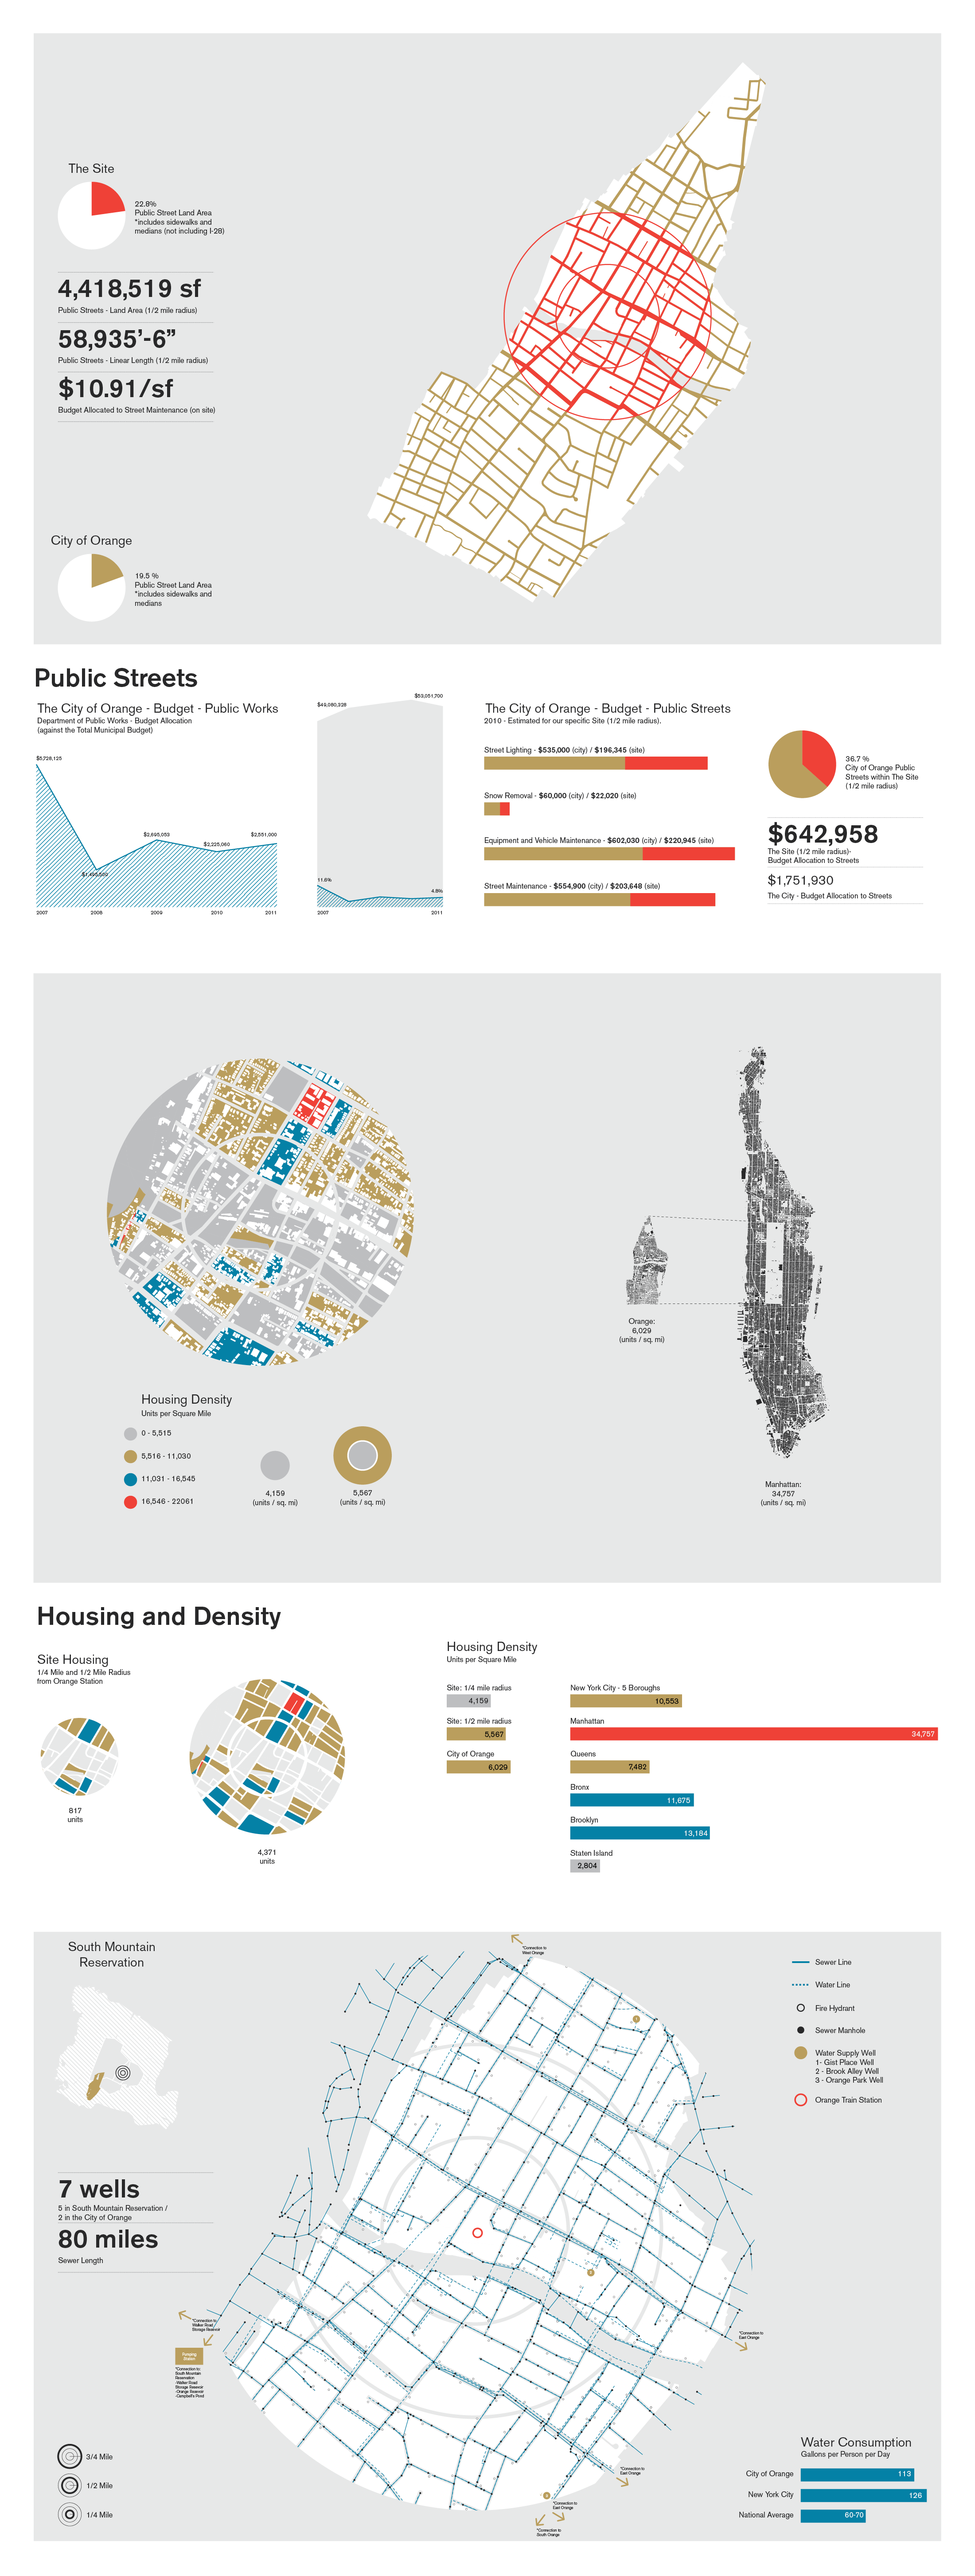 The Site
22.8%
Public Street Land Area
*includes sidewalks and
medians (not including I-28)
4,418,519 sf
Public Streets - Land Area (1/2 mile radius)
58,935’-6”
Public Streets - Linear Length (1/2 mile radius)
$10.91/sf
Budget Allocated to Street Maintenance (on site)
City of Orange
19.5 %
Public Street Land Area
*includes sidewalks and
medians
Public Streets
The City of Orange - Budget - Public Works
Department of Public Works - Budget Allocation
(against the Total Municipal Budget)
$5,728,125
$2,695,053
$2,225,060
$2,551,000
2007
2008
2009
2010
2011
$49,080,328
$53,051,700
11.6%
4.8%
2007
2011
The City of Orange - Budget - Public Streets
2010 - Estimated for our specific Site (1/2 mile radius).
Street Lighting - $535,000 (city) / $196,345 (site)
Snow Removal - $60,000 (city) / $22,020 (site)
Equipment and Vehicle Maintenance - $602,030 (city) / $220,945 (site)
Street Maintenance - $554,900 (city) / $203,648 (site)
36.7 %
City of Orange Public
Streets within The Site
(1/2 mile radius)
$642,958
The Site (1/2 mile radius)-
Budget Allocation to Streets
$1,751,930
The City - Budget Allocation to Streets
Orange:
6,029
(units / sq. mi)
Manhattan:
34,757
(units / sq. mi)
Housing Density
Units per Square Mile
0 - 5,515
5,516 - 11,030
11,031 - 16,545
16,546 - 22061
4,159
(units / sq. mi)
5,567
(units / sq. mi)
Housing and Density
Site Housing
1/4 Mile and 1/2 Mile Radius
from Orange Station
817
units
4,371
units
Housing Density
Units per Square Mile
Site: 1/4 mile radius
4,159
Site: 1/2 mile radius
5,567
City of Orange
6,029
New York City - 5 Boroughs
10,553
Manhattan
34,757
Queens
7,482
Bronx
11,675
Brooklyn
13,184
Staten Island
2,804
South Mountain
Reservation
7 wells
5 in South Mountain Reservation /
2 in the City of Orange
80 miles
Sewer Length
*Connection to
West Orange
Sewer Line
Water Line
Fire Hydrant
Sewer Manhole
Water Supply Well
1- Gist Place Well
2 - Brook Alley Well
3 - Orange Park Well
Orange Train Station
*Connection to
Walker Road
Storage Reservoir
*Connection to
South Mountain
Reservation
-Walker Road
Storage Reservoir
-Orange Reservoir
-Campbell's Pond
*Connection to
East Orange
*Connection to
East Orange
*Connection to
East Orange
*Connection to
South Orange
3/4 Mile
1/2 Mile
1/4 Mile
Water Consumption
Gallons per Person per Day
City of Orange
113
New York City
126
National Average
60-70